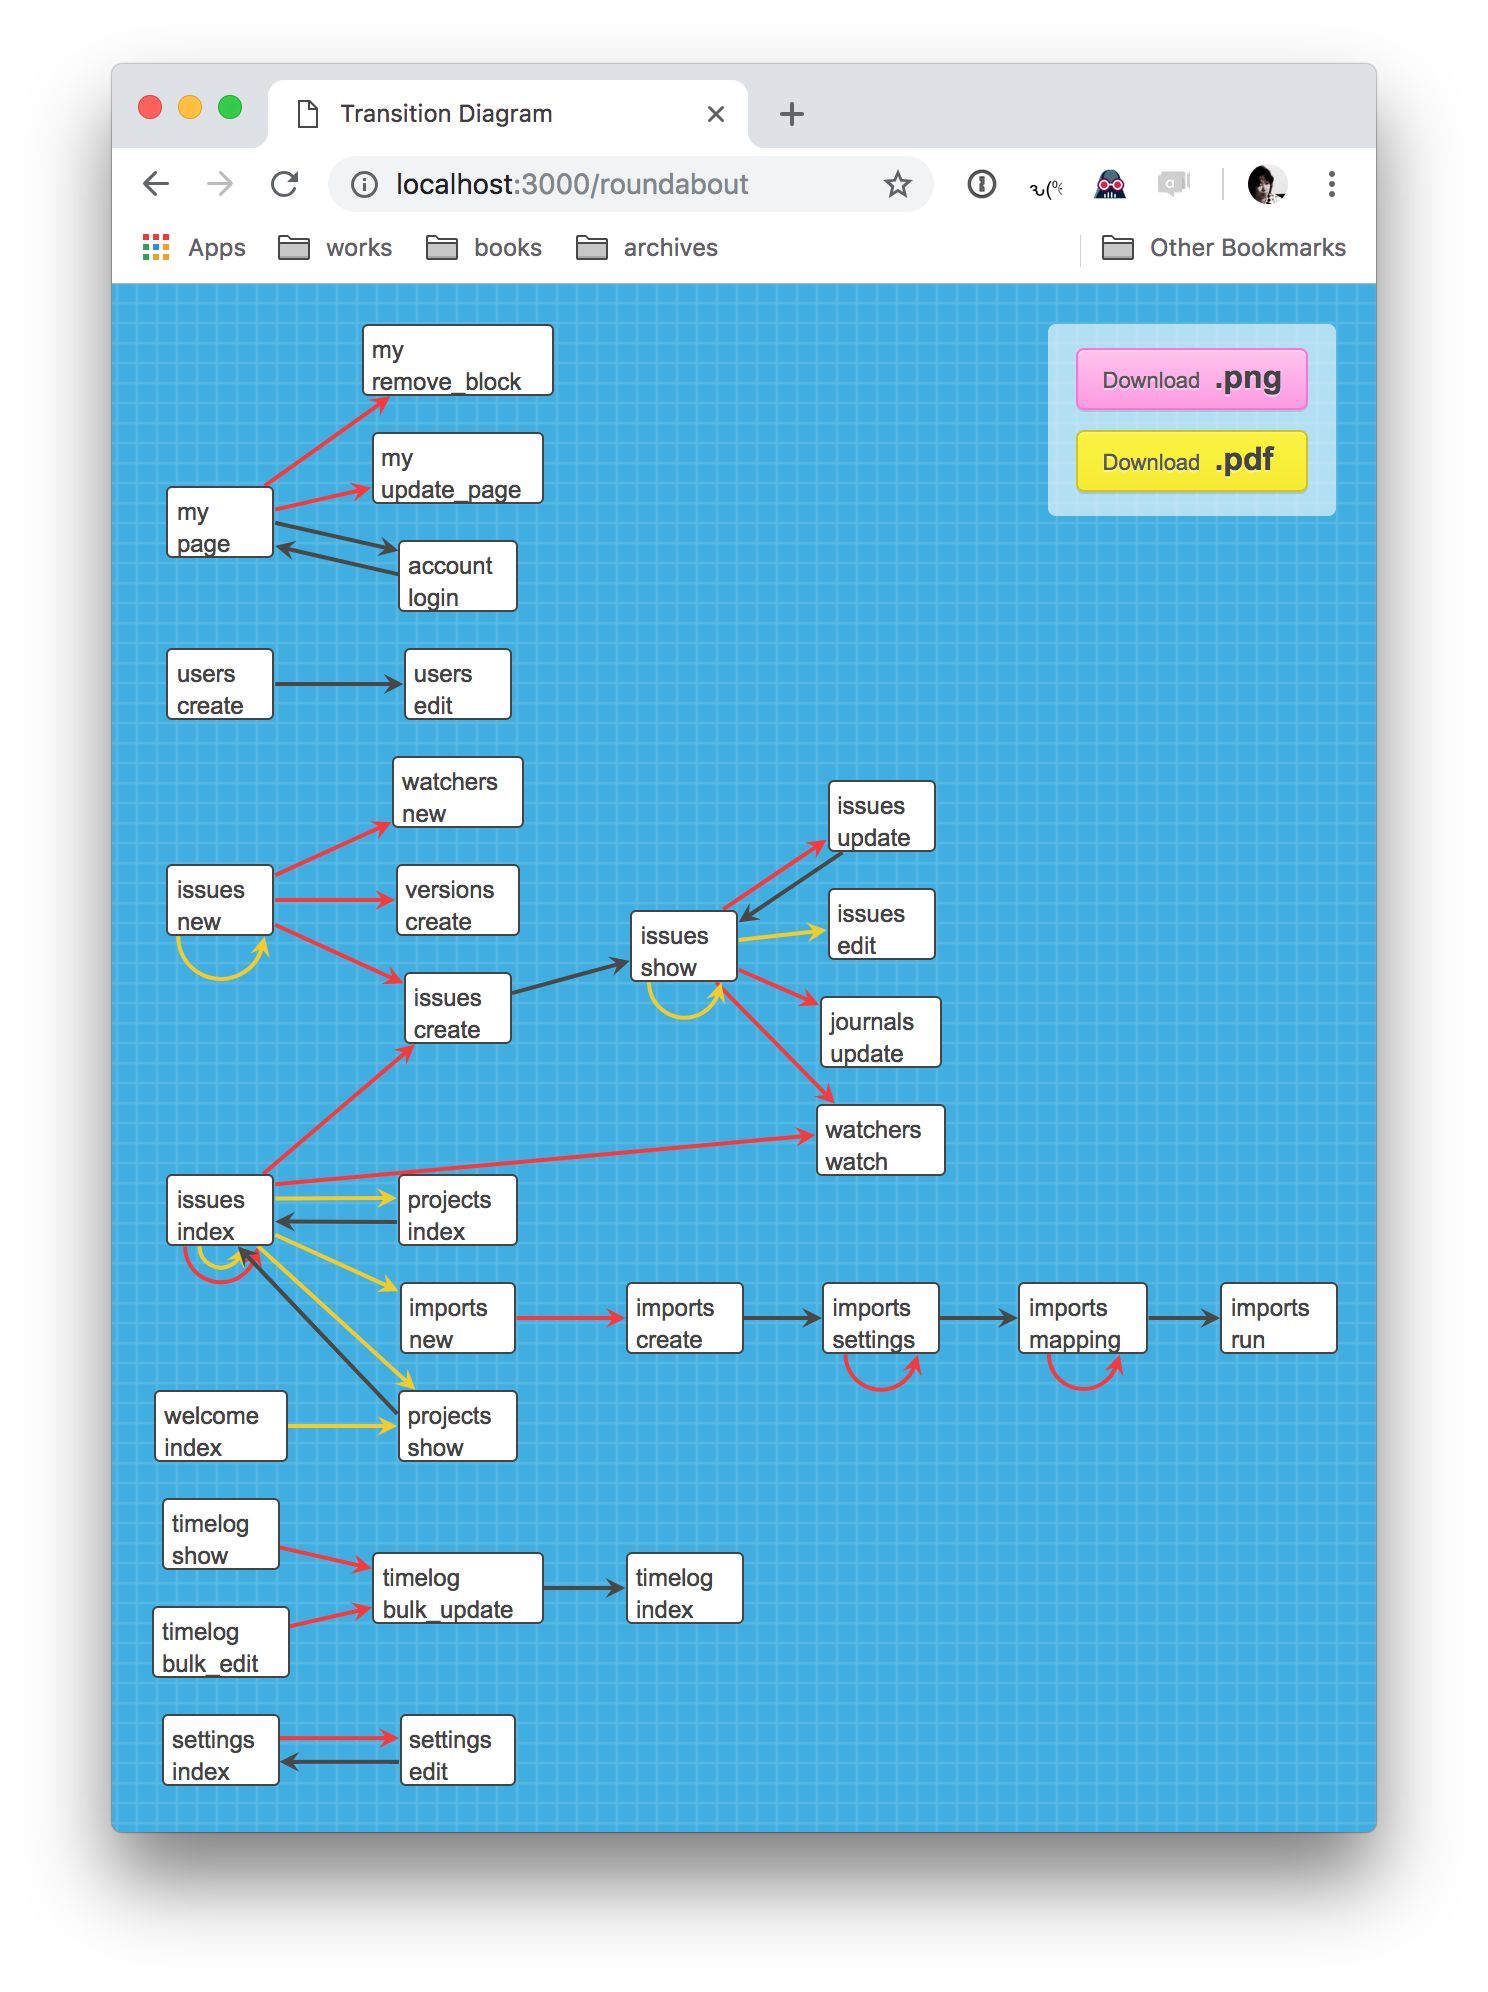 Transition Diagram
localhost:3000/roundabout
Apps
works
books
archives
Other Bookmarks
my
remove_block
Download .png
my
update_page
Download .pdf
my
page
account
login
users
create
users
edit
watchers
new
issues
update
issues
new
versions
create
issues
edit
issues
show
issues
create
journals
update
watchers
watch
issues
index
projects
index
imports
new
imports
create
imports
settings
imports
mapping
imports
run
welcome
index
projects
show
timelog
show
timelog
bulk_update
timelog
index
timelog
bulk_edit
settings
index
settings
edit